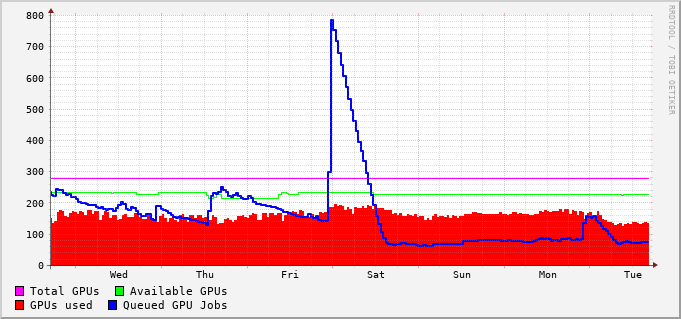 800
700
600
500
400
300
200
100
0
Wed Thu Fri Sat Sun Mon Tue
Total GPUs Available GPUs
GPUs used Queued GPU Jobs
RRDTOOL / TOBI OETIKER